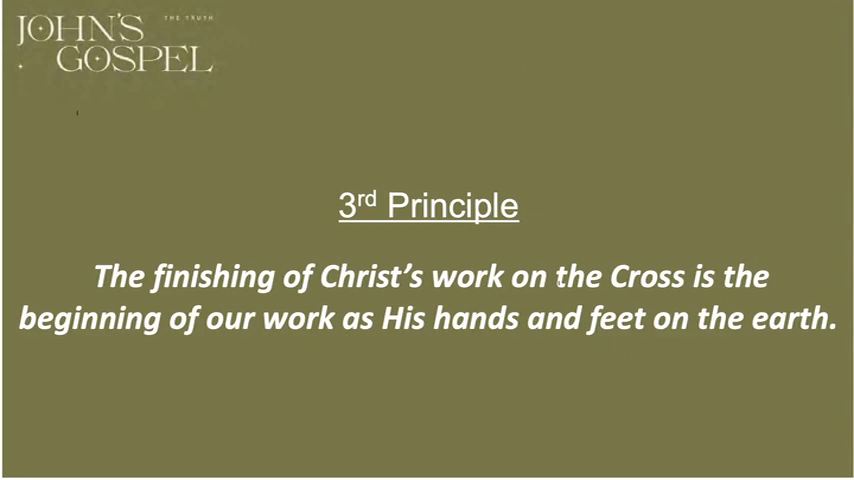 JOHN'S
THE TRUTH
GOSPEL
3rd Principle
The finishing of Christ’s work on the Cross is the
beginning of our work as His hands and feet on the earth.